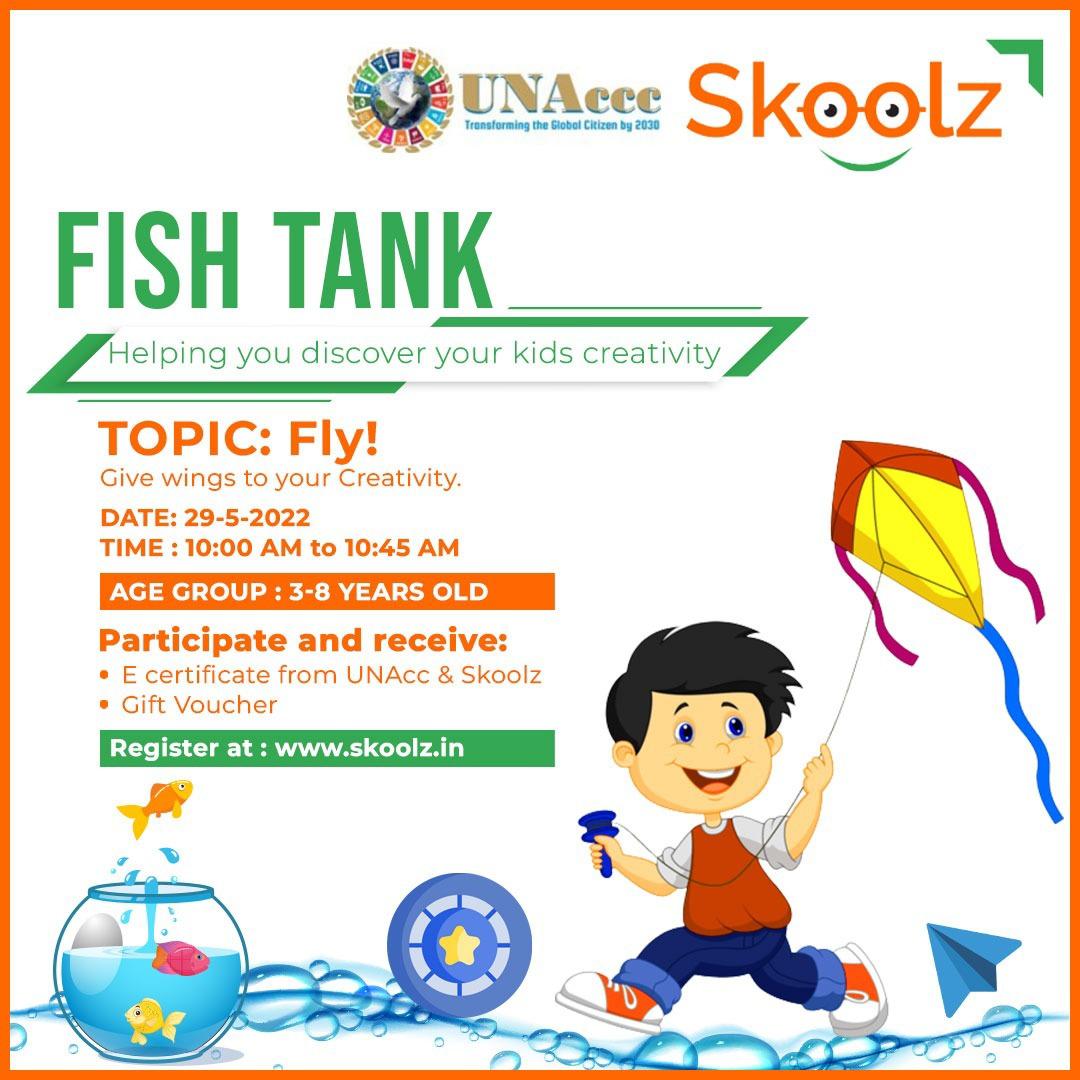 UNAccc
Transforming the Global Citizen by 2030
Skoolz
FISH TANK
Helping you discover your kids creativity
TOPIC: Fly!
Give wings to your Creativity.
DATE: 29-5-2022
TIME : 10:00 AM to 10:45 AM
AGE GROUP : 3-8 YEARS OLD
Participate and receive:
• E certificate from UNAcc & Skoolz
• Gift Voucher
Register at : www.skoolz.in